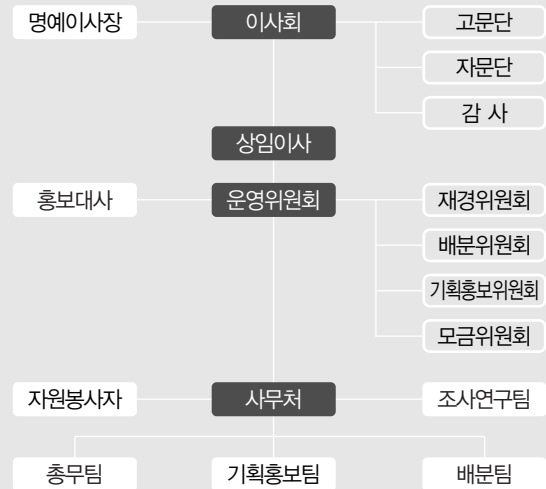 명예이사장
이사회
고문단
자문단
감 사
상임이사
홍보대사
운영위원회
재경위원회
배분위원회
기획홍보위원회
모금위원회
자원봉사자
사무처
조사연구팀
총무팀
기획홍보팀
배분팀